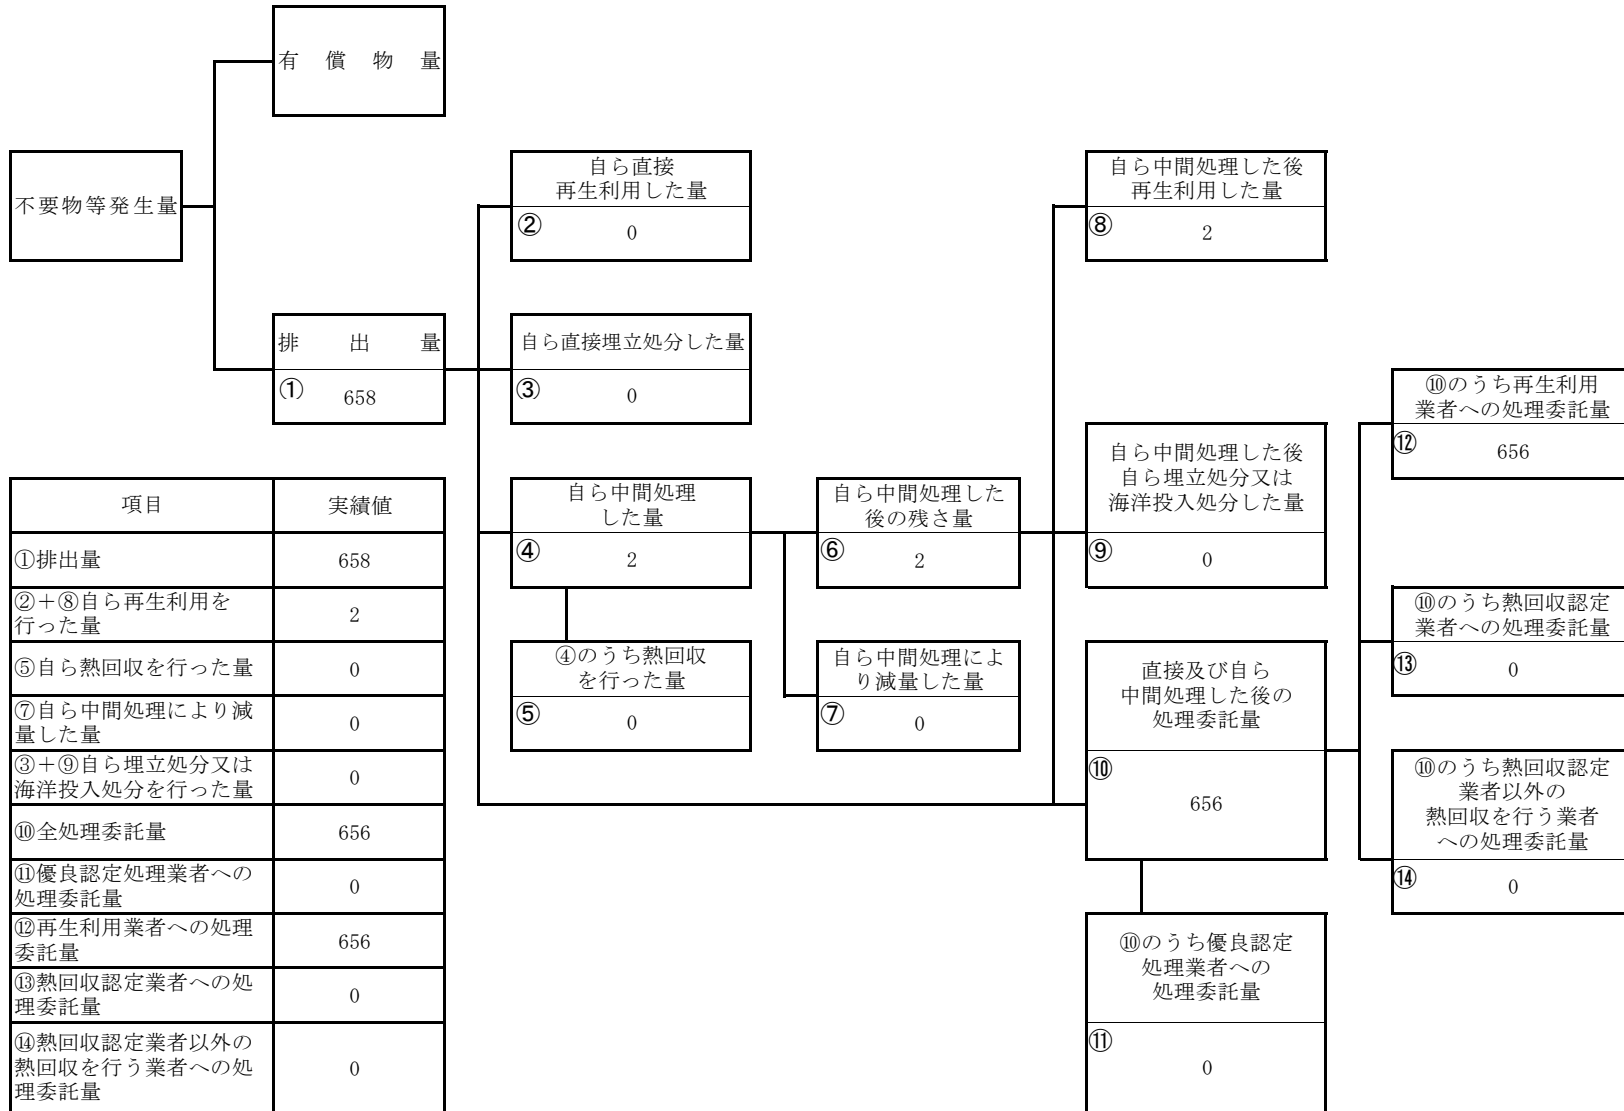 有償物量
不要物等発生量
自ら直接
再生利用した量
②
0
自ら中間処理した後
再生利用した量
⑧
2
排出量
①
658
自ら直接埋立処分した量
③
0
⑩のうち再生利用
業者への処理委託量
⑫
656
自ら中間処理した後
自ら埋立処分又は
海洋投入処分した量
⑨
0
自ら中間処理
した量
④
2
自ら中間処理した
後の残さ量
⑥
2
⑩のうち熱回収認定
業者への処理委託量
⑬
0
④のうち熱回収
を行った量
⑤
0
自ら中間処理によ
り減量した量
⑦
0
直接及び自ら
中間処理した後の
処理委託量
⑩
656
⑩のうち熱回収認定
業者以外の
熱回収を行う業者
への処理委託量
⑭
0
⑩のうち優良認定
処理業者への
処理委託量
⑪
0
項目 実績値
①排出量 658
②+⑧自ら再生利用を
行った量 2
⑤自ら熱回収を行った量 0
⑦自ら中間処理により減
量した量 0
③+⑨自ら埋立処分又は
海洋投入処分を行った量 0
⑩全処理委託量 656
⑪優良認定処理業者への
処理委託量 0
⑫再生利用業者への処理
委託量 656
⑬熱回収認定業者への処
理委託量 0
⑭熱回収認定業者以外の
熱回収を行う業者への処
理委託量 0